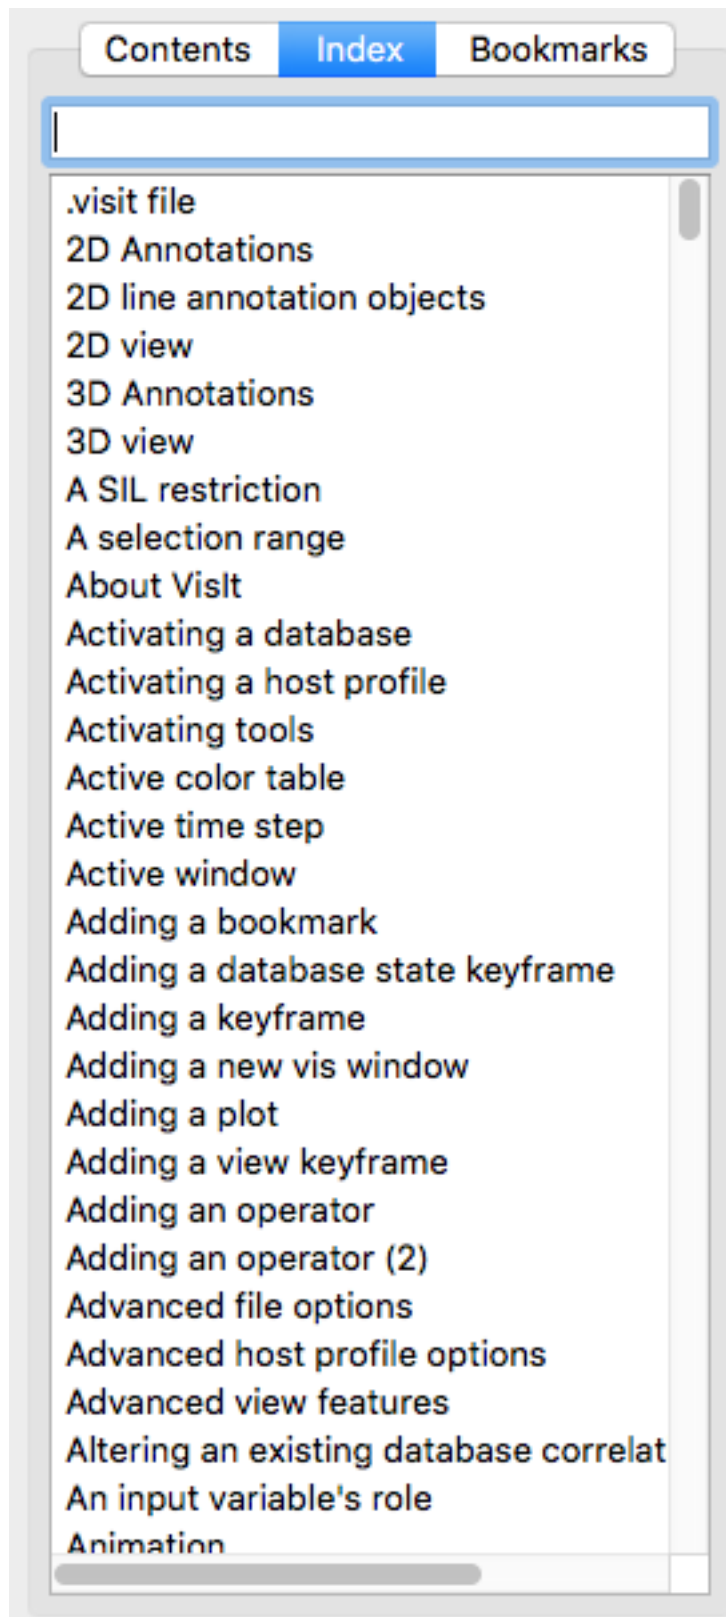 Contents Index Bookmarks
.visit file
2D Annotations
2D line annotation objects
2D view
3D Annotations
3D view
A SIL restriction
A selection range
About VisIt
Activating a database
Activating a host profile
Activating tools
Active color table
Active time step
Active window
Adding a bookmark
Adding a database state keyframe
Adding a keyframe
Adding a new vis window
Adding a plot
Adding a view keyframe
Adding an operator
Adding an operator (2)
Advanced file options
Advanced host profile options
Advanced view features
Altering an existing database correlat
An input variable's role
Animation